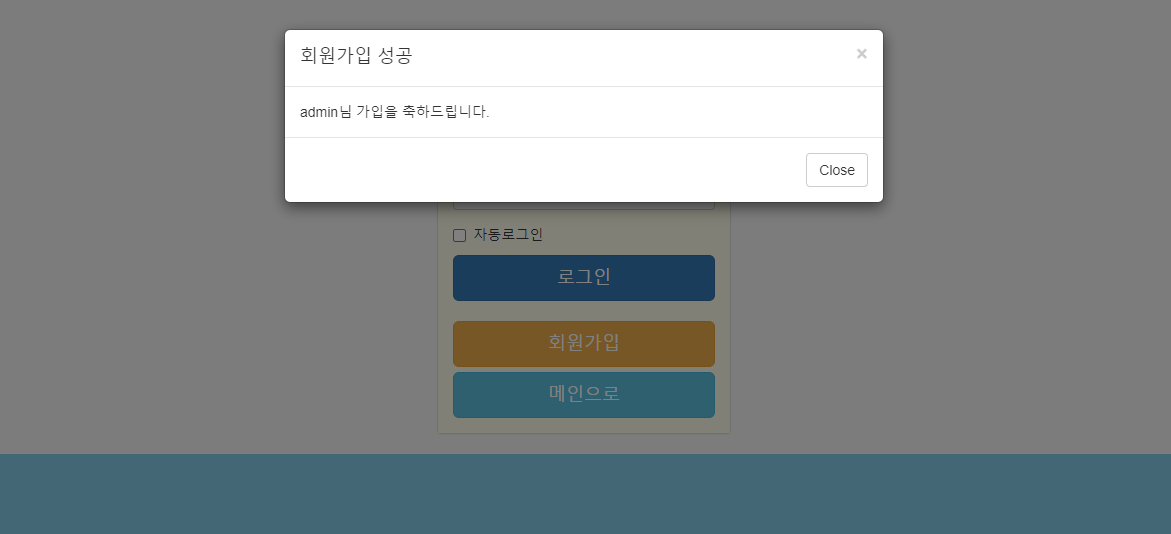 회원가입 성공
×
admin님 가입을 축하드립니다.
Close
자동로그인
로그인
회원가입
메인으로